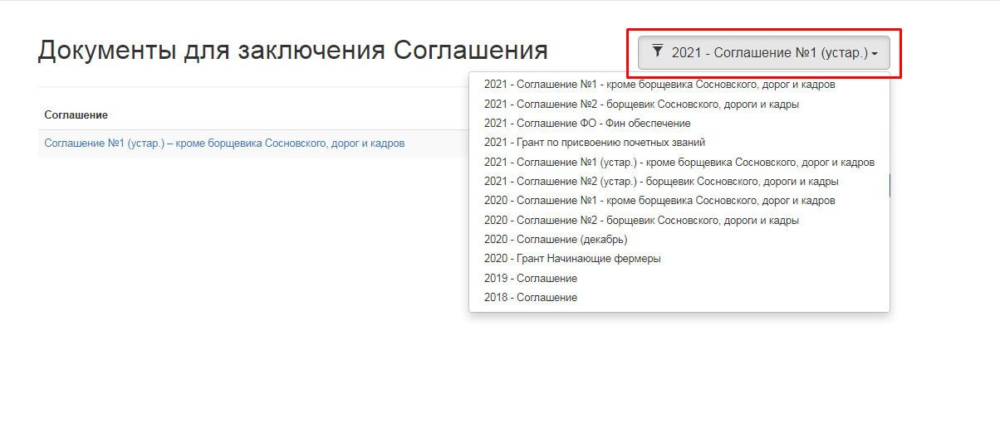 Документы для заключения Соглашения
2021 - Соглашение №1 (устар.)
Соглашение
Соглашение №1 (устар.) – кроме борщевика Сосновского, дорог и кадров
2021 - Соглашение №1 - кроме борщевика Сосновского, дорог и кадров
2021 - Соглашение №2 - борщевик Сосновского, дороги и кадры
2021 - Соглашение ФО - Фин обеспечение
2021 - Грант по присвоению почетных званий
2021 - Соглашение №1 (устар.) - кроме борщевика Сосновского, дорог и кадров
2021 - Соглашение №2 (устар.) - борщевик Сосновского, дороги и кадры
2020 - Соглашение №1 - кроме борщевика Сосновского, дорог и кадров
2020 - Соглашение №2 - борщевик Сосновского, дороги и кадры
2020 - Соглашение (декабрь)
2020 - Грант Начинающие фермеры
2019 - Соглашение
2018 - Соглашение